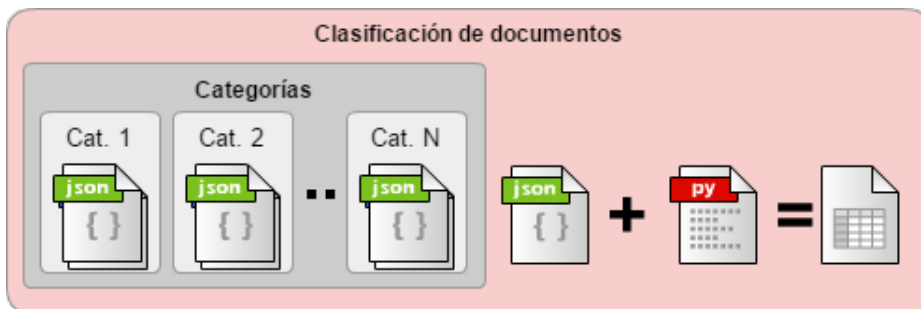 Clasificación de documentos
Categorías
Cat. 1
Cat. 2
Cat. N
json
{ }
json
{ }
..
json
{ }
json
{ }
+
py
=